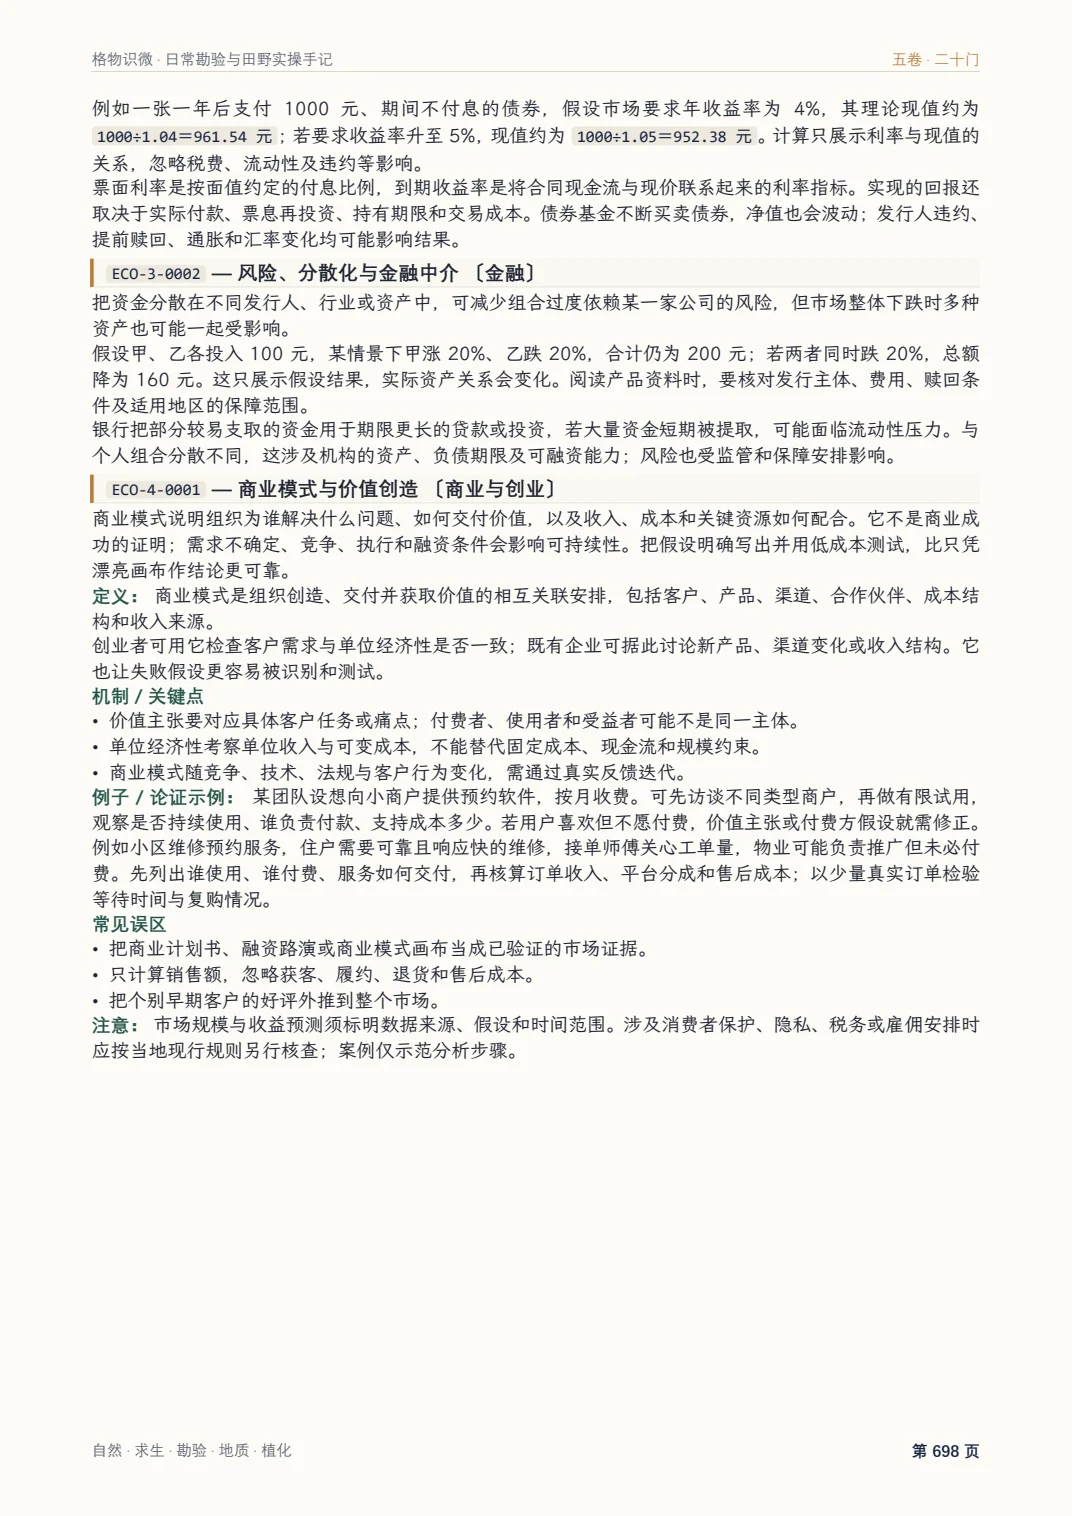 格物识微 · 日常勘验与田野实操手记
五卷 · 二十门
例如一张一年后支付 1000 元、期间不付息的债券，假设市场要求年收益率为 4%，其理论现值约为
1000÷1.04＝961.54 元；若要求收益率升至 5%，现值约为 1000÷1.05＝952.38 元。计算只展示利率与现值的
关系，忽略税费、流动性及违约等影响。
票面利率是按面值约定的付息比例，到期收益率是将合同现金流与现价联系起来的利率指标。实现的回报还
取决于实际付款、票息再投资、持有期限和交易成本。债券基金不断买卖债券，净值也会波动；发行人违约、
提前赎回、通胀和汇率变化均可能影响结果。
ECO-3-0002 — 风险、分散化与金融中介 〔金融〕
把资金分散在不同发行人、行业或资产中，可减少组合过度依赖某一家公司的风险，但市场整体下跌时多种
资产也可能一起受影响。
假设甲、乙各投入 100 元，某情景下甲涨 20%、乙跌 20%，合计仍为 200 元；若两者同时跌 20%，总额
降为 160 元。这只展示假设结果，实际资产关系会变化。阅读产品资料时，要核对发行主体、费用、赎回条
件及适用地区的保障范围。
银行把部分较易支取的资金用于期限更长的贷款或投资，若大量资金短期被提取，可能面临流动性压力。与
个人组合分散不同，这涉及机构的资产、负债期限及可融资能力；风险也受监管和保障安排影响。
ECO-4-0001 — 商业模式与价值创造 〔商业与创业〕
商业模式说明组织为谁解决什么问题、如何交付价值，以及收入、成本和关键资源如何配合。它不是商业成
功的证明；需求不确定、竞争、执行和融资条件会影响可持续性。把假设明确写出并用低成本测试，比只凭
漂亮画布作结论更可靠。
定义： 商业模式是组织创造、交付并获取价值的相互关联安排，包括客户、产品、渠道、合作伙伴、成本结
构和收入来源。
创业者可用它检查客户需求与单位经济性是否一致；既有企业可据此讨论新产品、渠道变化或收入结构。它
也让失败假设更容易被识别和测试。
机制 / 关键点
• 价值主张要对应具体客户任务或痛点；付费者、使用者和受益者可能不是同一主体。
• 单位经济性考察单位收入与可变成本，不能替代固定成本、现金流和规模约束。
• 商业模式随竞争、技术、法规与客户行为变化，需通过真实反馈迭代。
例子 / 论证示例： 某团队设想向小商户提供预约软件，按月收费。可先访谈不同类型商户，再做有限试用，
观察是否持续使用、谁负责付款、支持成本多少。若用户喜欢但不愿付费，价值主张或付费方假设就需修正。
例如小区维修预约服务，住户需要可靠且响应快的维修，接单师傅关心工单量，物业可能负责推广但未必付
费。先列出谁使用、谁付费、服务如何交付，再核算订单收入、平台分成和售后成本；以少量真实订单检验
等待时间与复购情况。
常见误区
• 把商业计划书、融资路演或商业模式画布当成已验证的市场证据。
• 只计算销售额，忽略获客、履约、退货和售后成本。
• 把个别早期客户的好评外推到整个市场。
注意： 市场规模与收益预测须标明数据来源、假设和时间范围。涉及消费者保护、隐私、税务或雇佣安排时
应按当地现行规则另行核查；案例仅示范分析步骤。
自然 · 求生 · 勘验 · 地质 · 植化
第 698 页